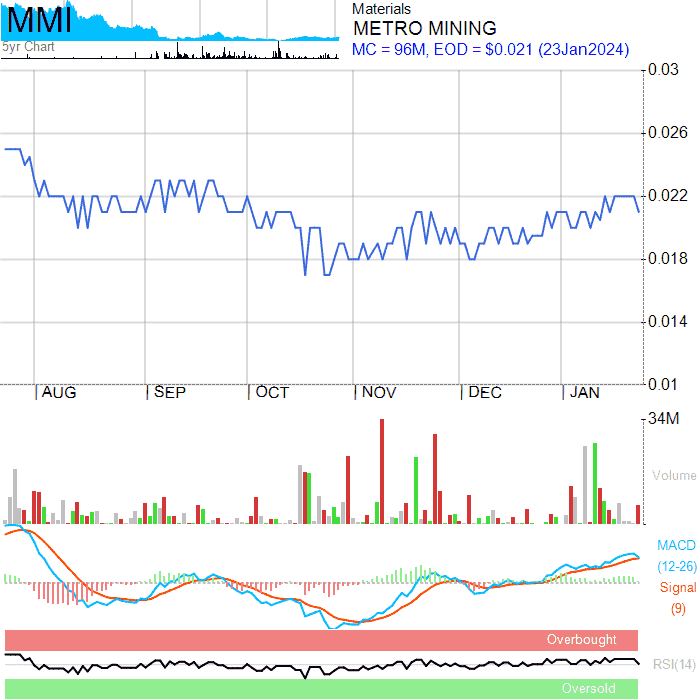 MMI
5yr Chart
Materials
METRO MINING
MC = 96M, EOD = $0.021 (23Jan2024)
0.03
0.026
0.022
0.018
0.014
0.01
AUG
SEP
OCT
NOV
DEC
JAN
34M
Volume
MACD
(12-26)
Signal
(9)
Overbought
RSI(14)
Oversold